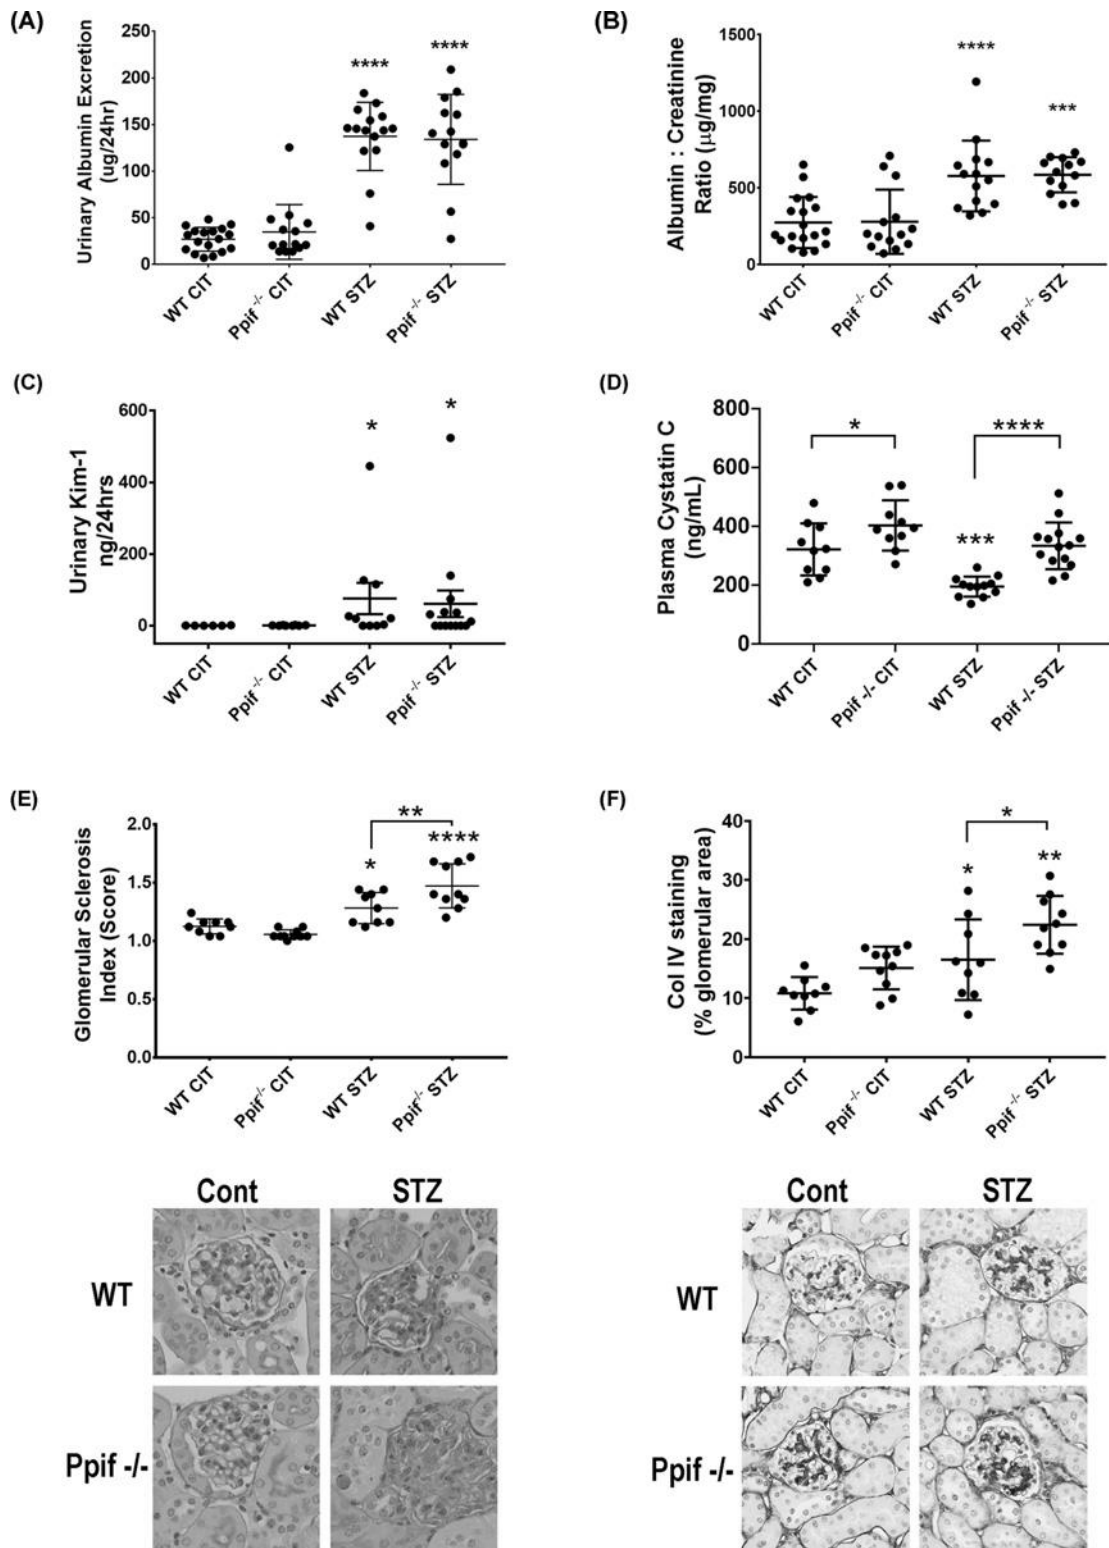 (A)
Urinary Albumin Excretion
(ug/24hr)
250
200
150
100
50
0
****
****
WT CIT
Ppif -/- CIT
WT STZ
Ppif -/- STZ
(B)
Albumin : Creatinine
Ratio (µg/mg)
1500
1000
500
0
****
***
WT CIT
Ppif -/- CIT
WT STZ
Ppif -/- STZ
(C)
Urinary Kim-1
ng/24hrs
600
400
200
0
*
*
WT CIT
Ppif -/- CIT
WT STZ
Ppif -/- STZ
(D)
Plasma Cystatin C
(ng/mL)
800
600
400
200
0
*
****
***
WT CIT
Ppif -/- CIT
WT STZ
Ppif -/- STZ
(E)
Glomerular Sclerosis
Index (Score)
2.0
1.5
1.0
0.5
0.0
**
*
****
WT CIT
Ppif -/- CIT
WT STZ
Ppif -/- STZ
(F)
Col IV staining
(% glomerular area)
40
30
20
10
0
*
*
**
WT CIT
Ppif -/- CIT
WT STZ
Ppif -/- STZ
Cont STZ
WT
Ppif -/-
Cont STZ
WT
Ppif -/-